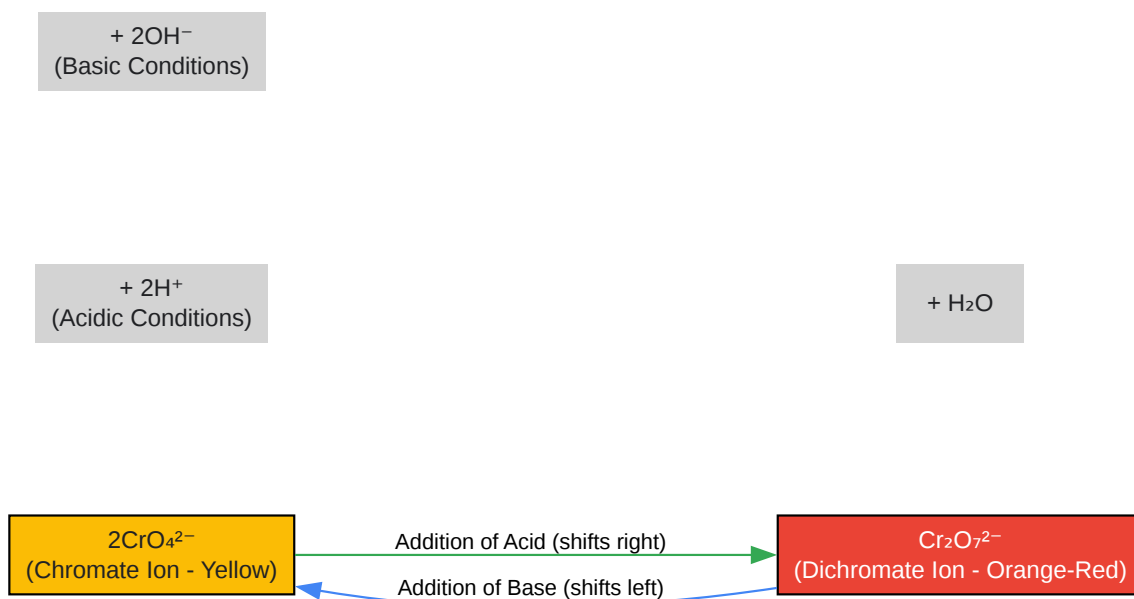 + 2OH⁻
(Basic Conditions)
+ 2H⁺
(Acidic Conditions)
+ H₂O
2CrO₄²⁻
(Chromate Ion - Yellow)
Addition of Acid (shifts right)
Addition of Base (shifts left)
Cr₂O₇²⁻
(Dichromate Ion - Orange-Red)